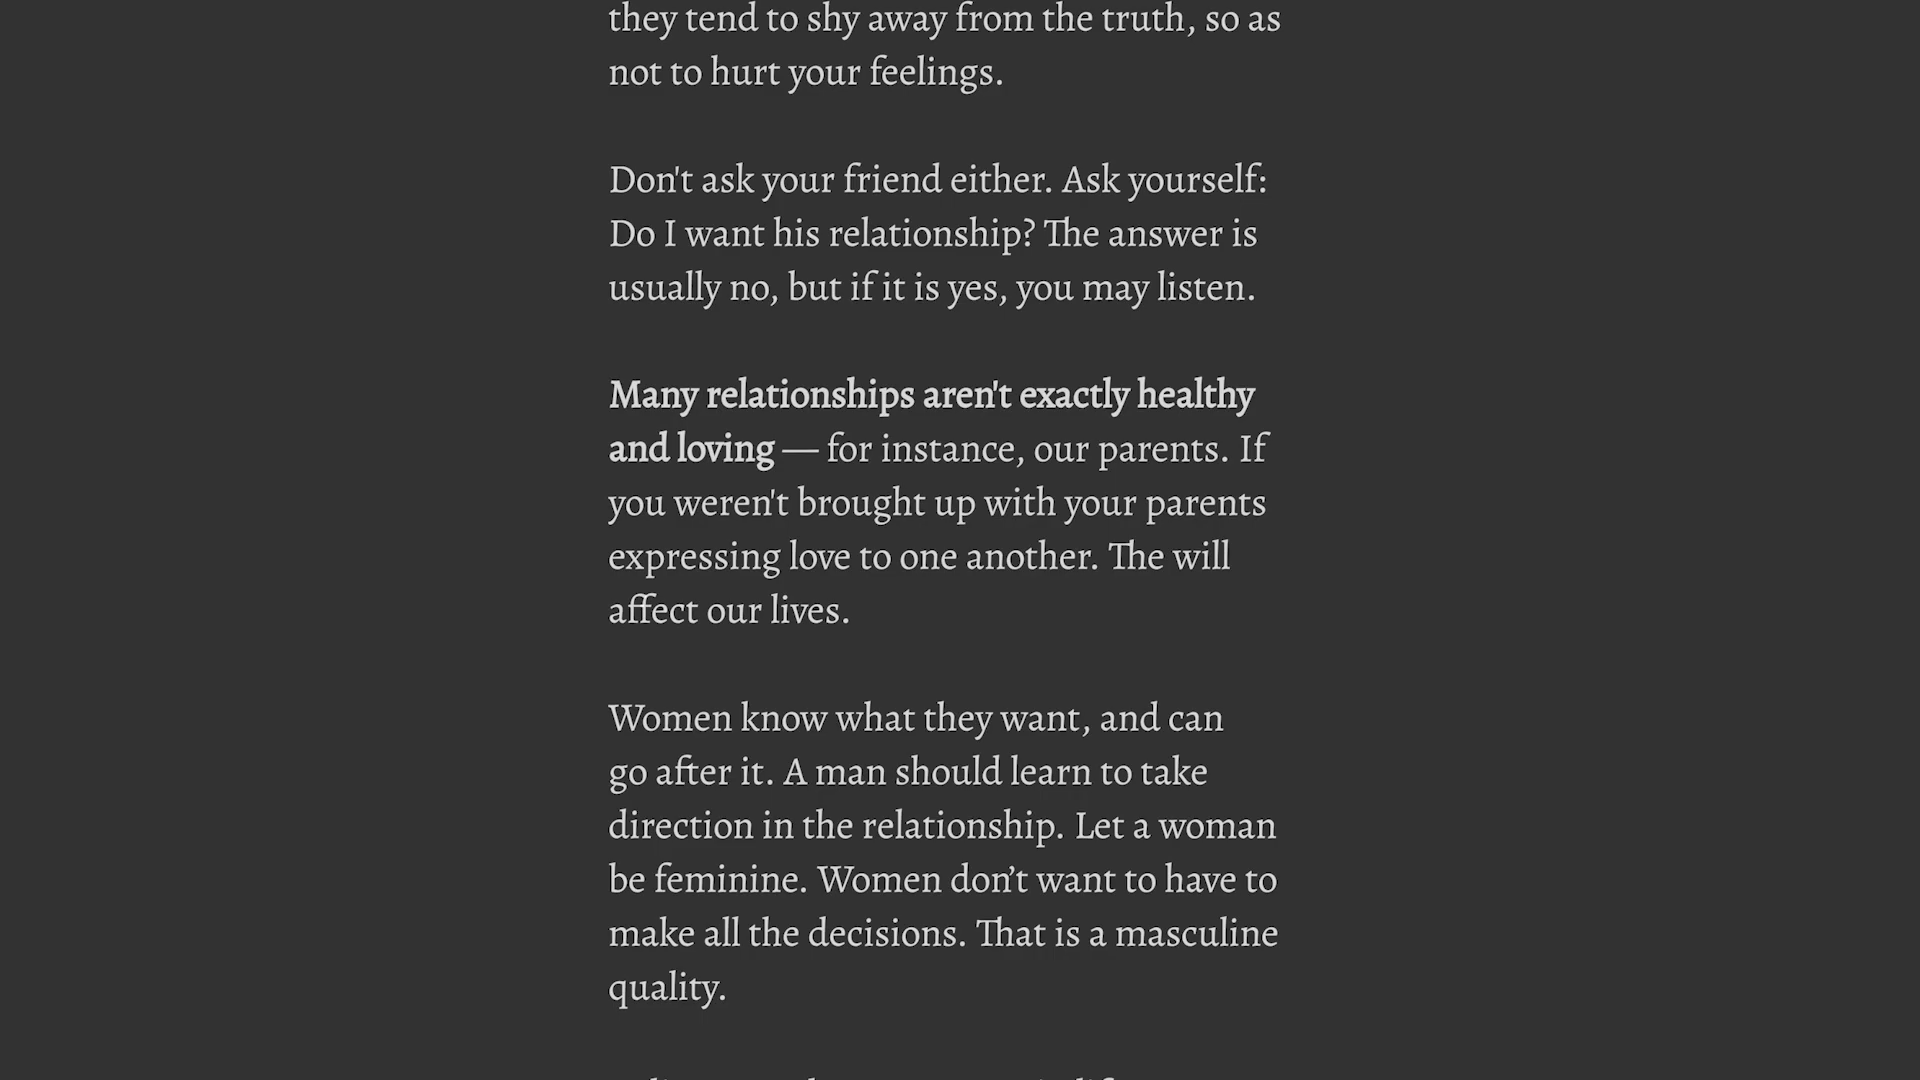 they tend to shy away from the truth, so as
not to hurt your feelings.
Don't ask your friend either. Ask yourself:
Do I want his relationship? The answer is
usually no, but if it is yes, you may listen.
Many relationships aren't exactly healthy
and loving — for instance, our parents. If
you weren't brought up with your parents
expressing love to one another. The will
affect our lives.
Women know what they want, and can
go after it. A man should learn to take
direction in the relationship. Let a woman
be feminine. Women don’t want to have to
make all the decisions. That is a masculine
quality.